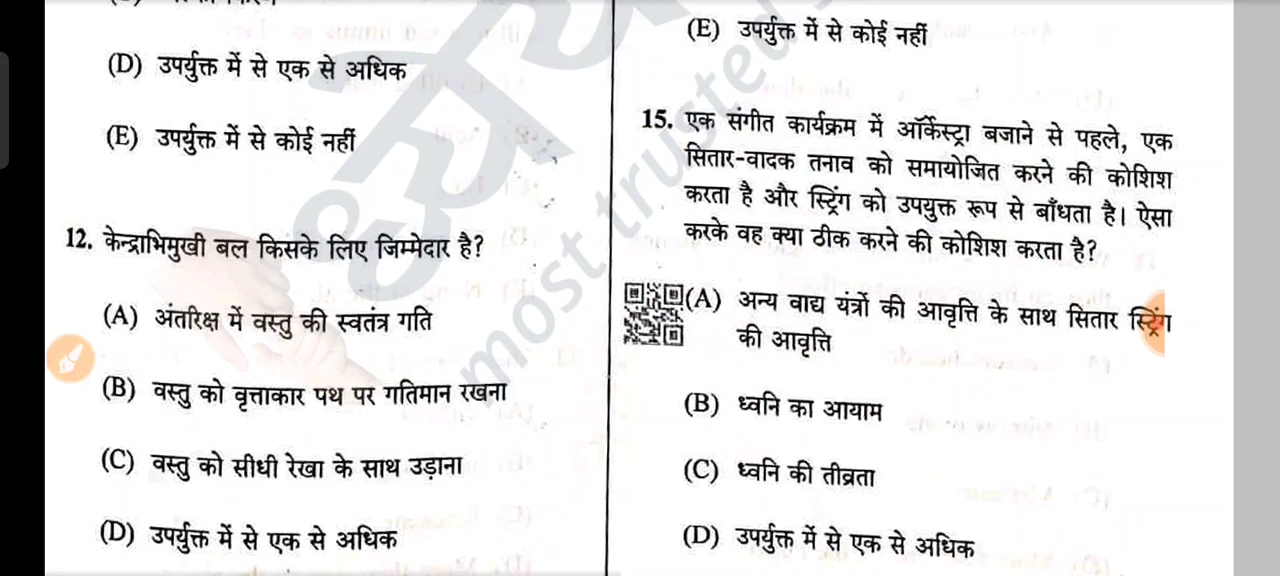 (D) उपर्युक्त में से एक से अधिक
(E) उपर्युक्त में से कोई नहीं
12. केन्द्राभिमुखी बल किसके लिए जिम्मेदार है?
(A) अंतरिक्ष में वस्तु की स्वतंत्र गति
(B) वस्तु को वृत्ताकार पथ पर गतिमान रखना
(C) वस्तु को सीधी रेखा के साथ उड़ाना
(D) उपर्युक्त में से एक से अधिक
(E) उपर्युक्त में से कोई नहीं
15. एक संगीत कार्यक्रम में ऑर्केस्ट्रा बजाने से पहले, एक
सितार-वादक तनाव को समायोजित करने की कोशिश
करता है और स्ट्रिंग को उपयुक्त रूप से बाँधता है। ऐसा
करके वह क्या ठीक करने की कोशिश करता है?
(A) अन्य वाद्य यंत्रों की आवृत्ति के साथ सितार स्ट्रिंग
की आवृत्ति
(B) ध्वनि का आयाम
(C) ध्वनि की तीव्रता
(D) उपर्युक्त में से एक से अधिक
most trusted